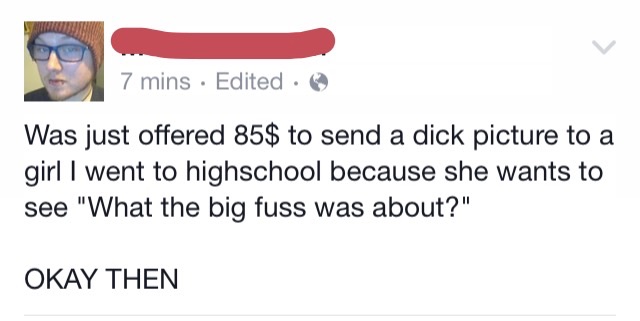 7 mins · Edited ·
Was just offered 85$ to send a dick picture to a
girl I went to highschool because she wants to
see "What the big fuss was about?"
OKAY THEN